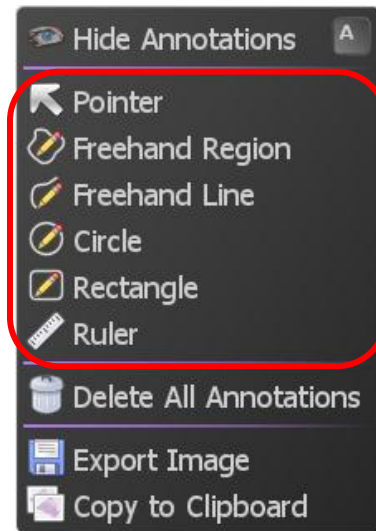 Hide Annotations A
Pointer
Freehand Region
Freehand Line
Circle
Rectangle
Ruler
Delete All Annotations
Export Image
Copy to Clipboard